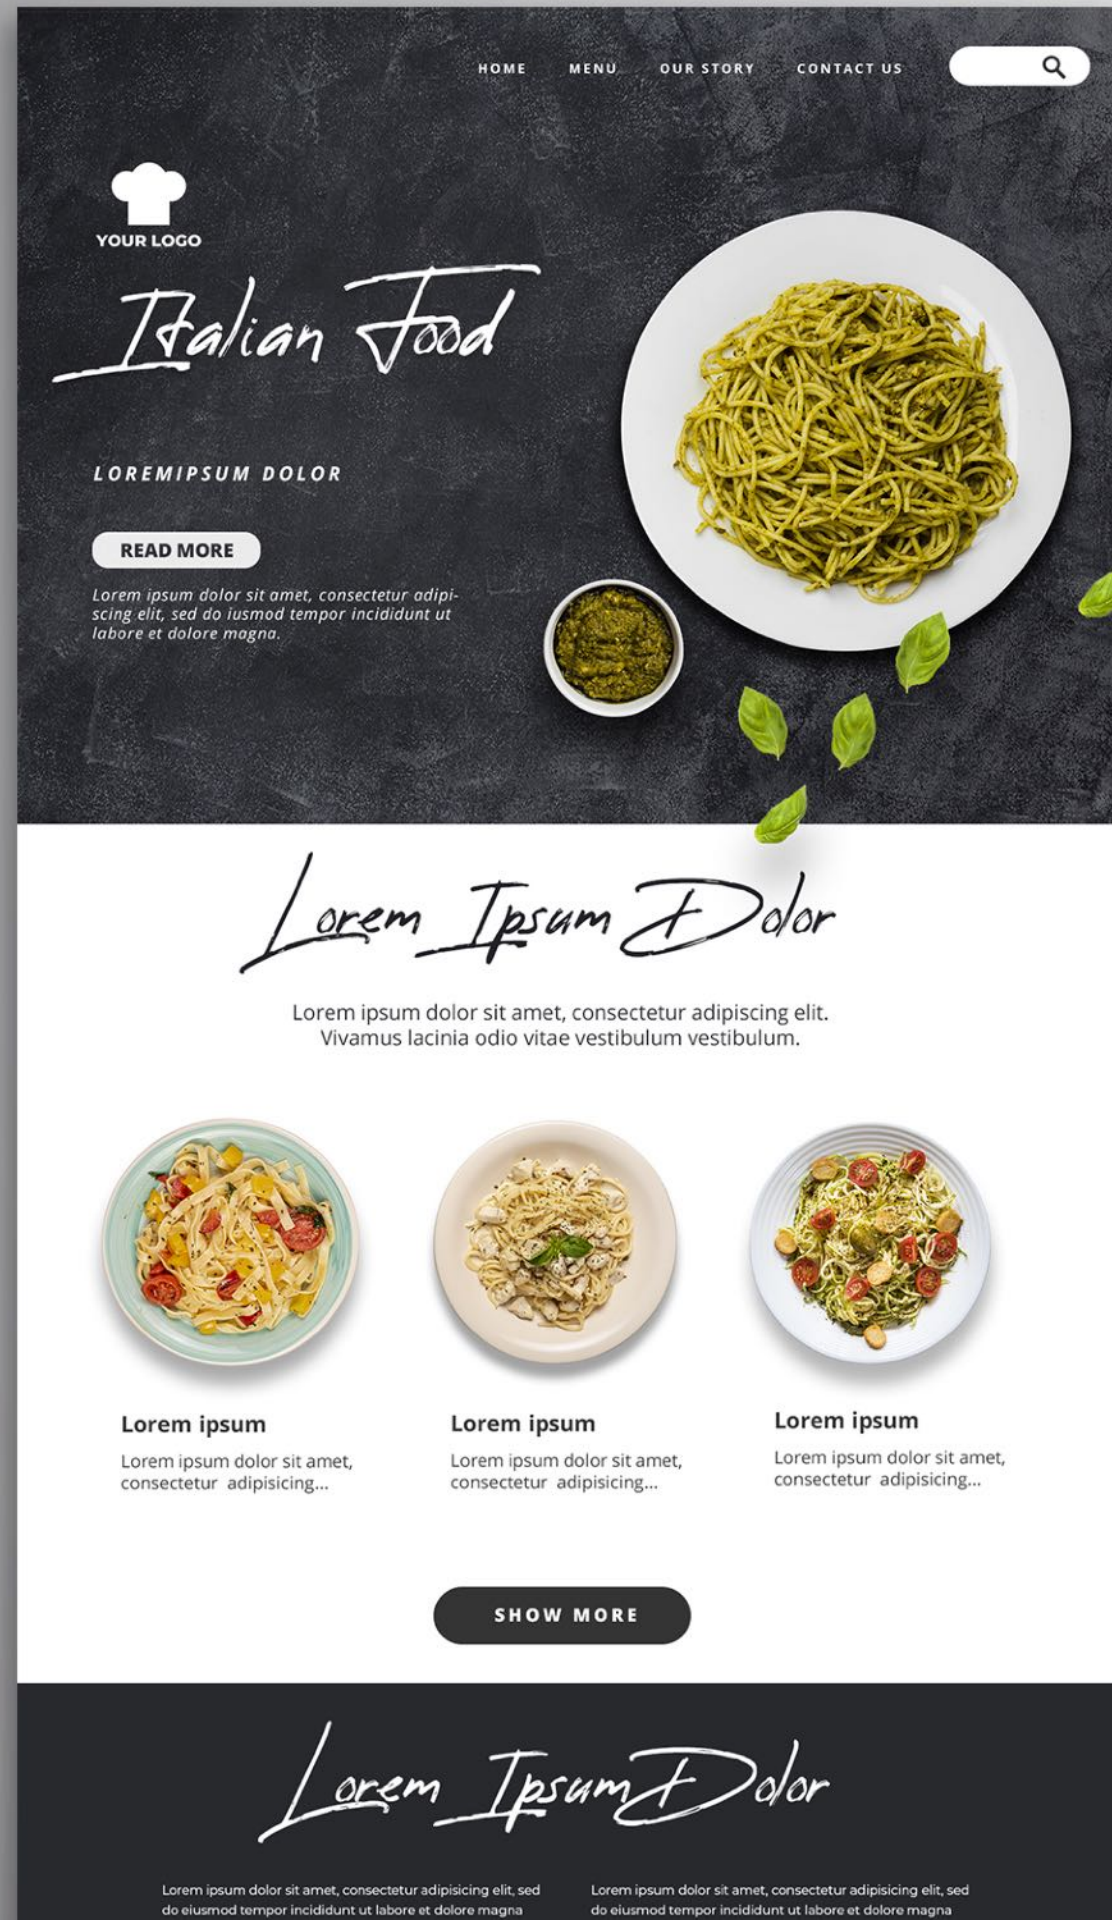 HOME MENU OUR STORY CONTACT US
YOUR LOGO
Italian Food
LOREMIPSUM DOLOR
READ MORE
Lorem ipsum dolor sit amet, consectetur adipi-
scing elit, sed do iusmod tempor incididunt ut
labore et dolore magna.
Lorem Ipsum Dolor
Lorem ipsum dolor sit amet, consectetur adipiscing elit.
Vivamus lacinia odio vitae vestibulum vestibulum.
Lorem ipsum
Lorem ipsum dolor sit amet,
consectetur adipisicing...
Lorem ipsum
Lorem ipsum dolor sit amet,
consectetur adipisicing...
Lorem ipsum
Lorem ipsum dolor sit amet,
consectetur adipisicing...
SHOW MORE
Lorem Ipsum Dolor
Lorem ipsum dolor sit amet, consectetur adipisicing elit, sed
do eiusmod tempor incididunt ut labore et dolore magna
Lorem ipsum dolor sit amet, consectetur adipisicing elit, sed
do eiusmod tempor incididunt ut labore et dolore magna